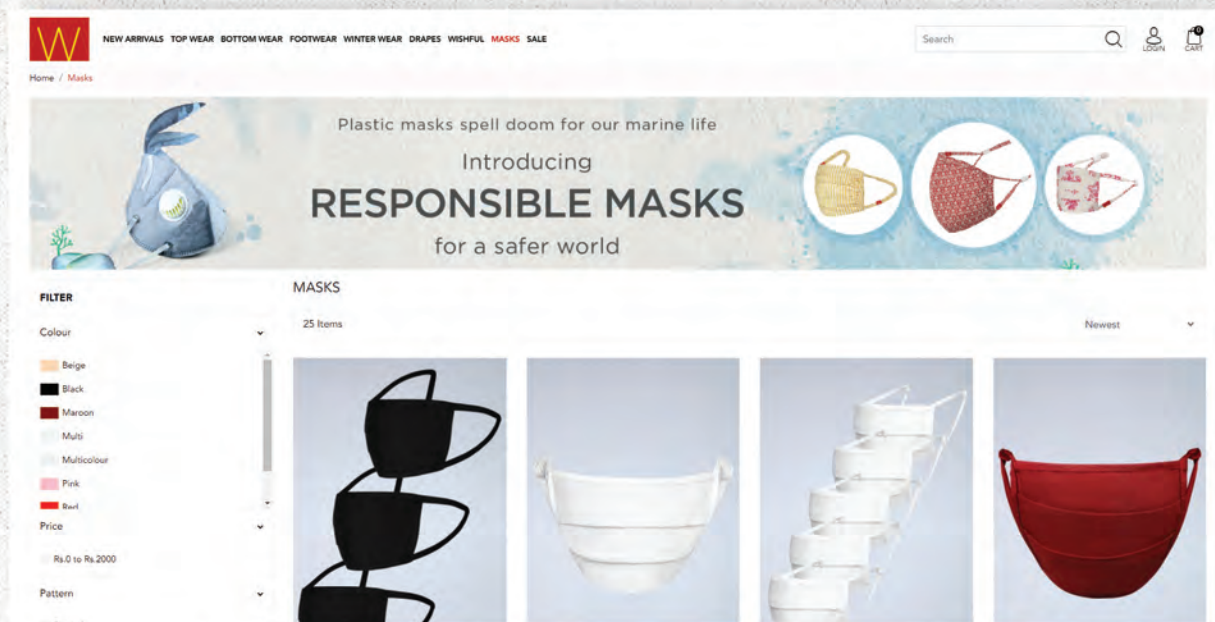 W
NEW ARRIVALS TOP WEAR BOTTOM WEAR FOOTWEAR WINTER WEAR DRAPES WISHFUL MASKS SALE
Search
LOGIN
0
CART
Home / Masks
Plastic masks spell doom for our marine life
Introducing
RESPONSIBLE MASKS
for a safer world
FILTER
MASKS
25 Items
Newest
Colour
Beige
Black
Maroon
Multi
Multicolour
Pink
Red
Price
Rs.0 to Rs.2000
Pattern